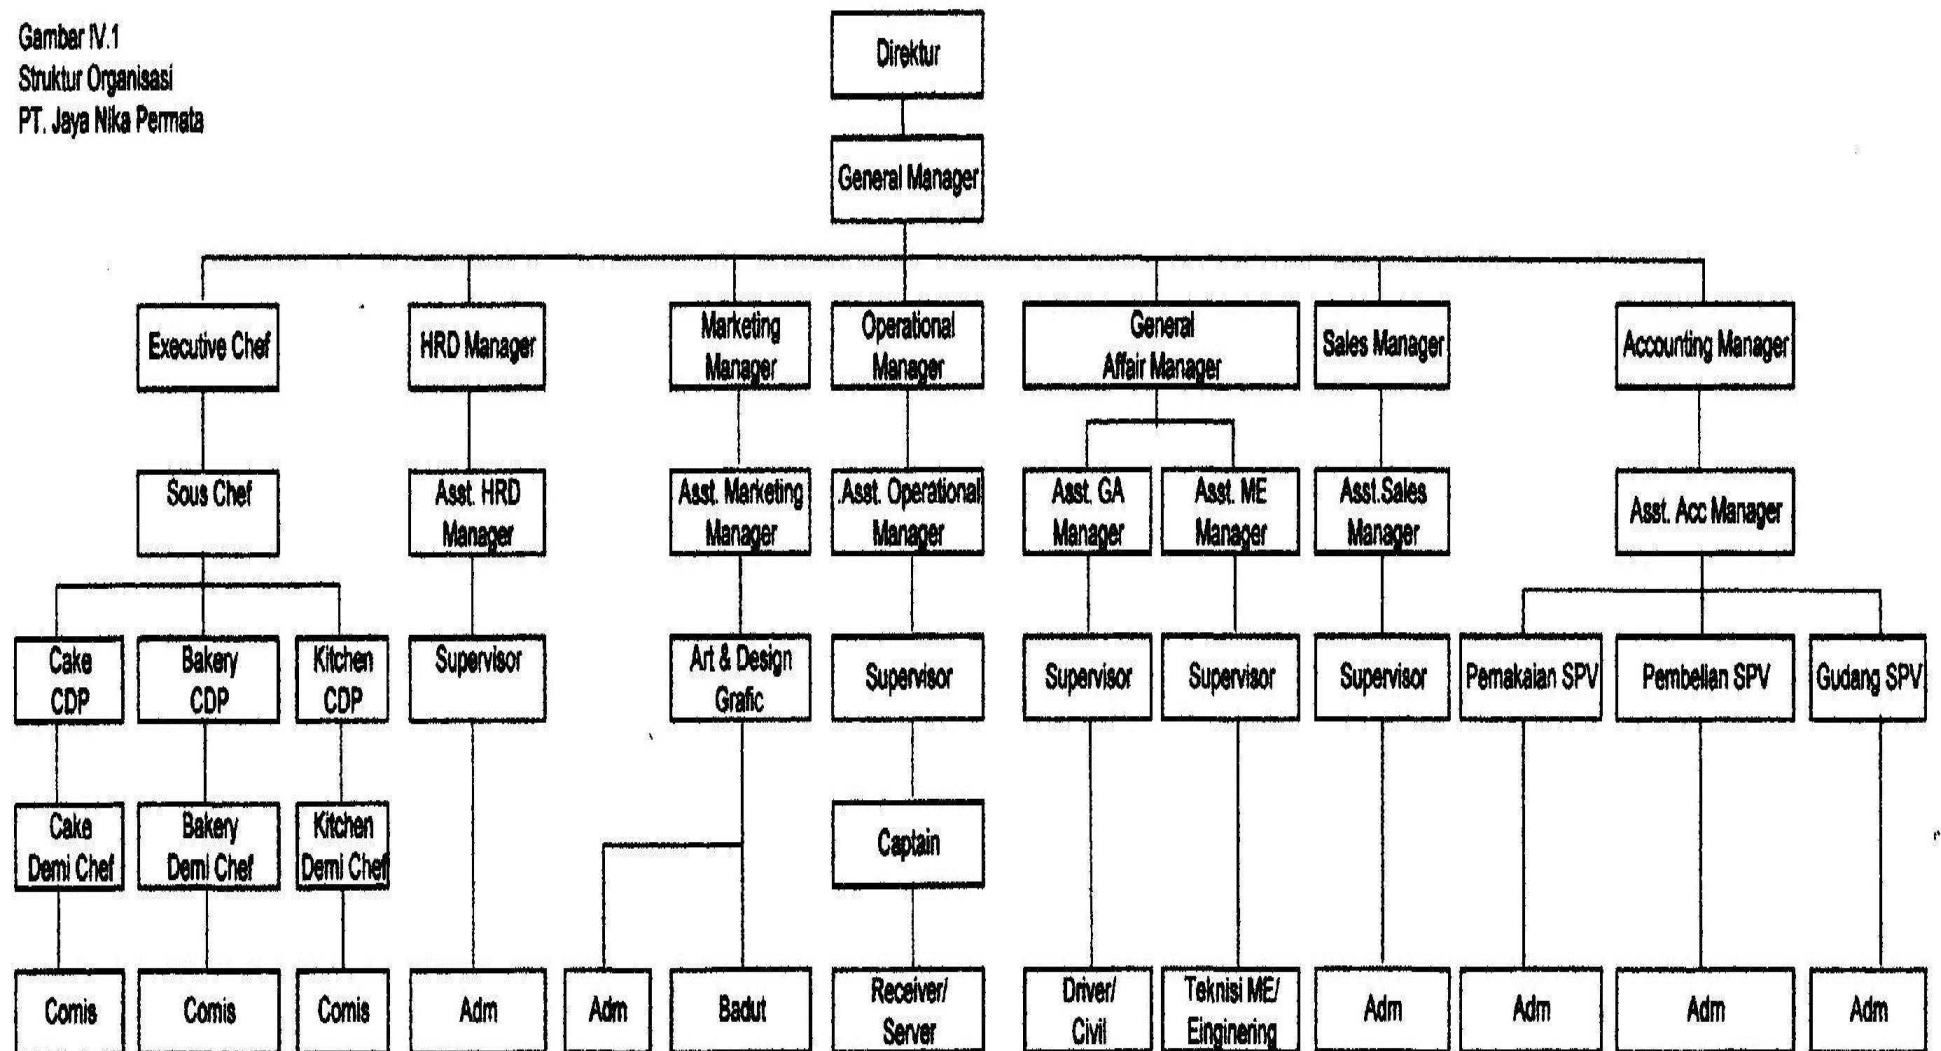 Gambar IV.1
Struktur Organisasi
PT. Jaya Nika Permata
Direktur
General Manager
Executive Chef
HRD Manager
Marketing
Manager
Operational
Manager
General
Affair Manager
Sales Manager
Accounting Manager
Sous Chef
Asst. HRD
Manager
Asst. Marketing
Manager
.Asst. Operational
Manager
Asst. GA
Manager
Asst. ME
Manager
Asst.Sales
Manager
Asst. Acc Manager
Cake
CDP
Bakery
CDP
Kitchen
CDP
Supervisor
Art & Design
Grafic
Supervisor
Supervisor
Supervisor
Supervisor
Pemakaian SPV
Pembelian SPV
Gudang SPV
Cake
Demi Chef
Bakery
Demi Chef
Kitchen
Demi Chef
Captain
Comis
Comis
Comis
Adm
Adm
Badut
Receiver/
Server
Driver/
Civil
Teknisi ME/
Einginering
Adm
Adm
Adm
Adm